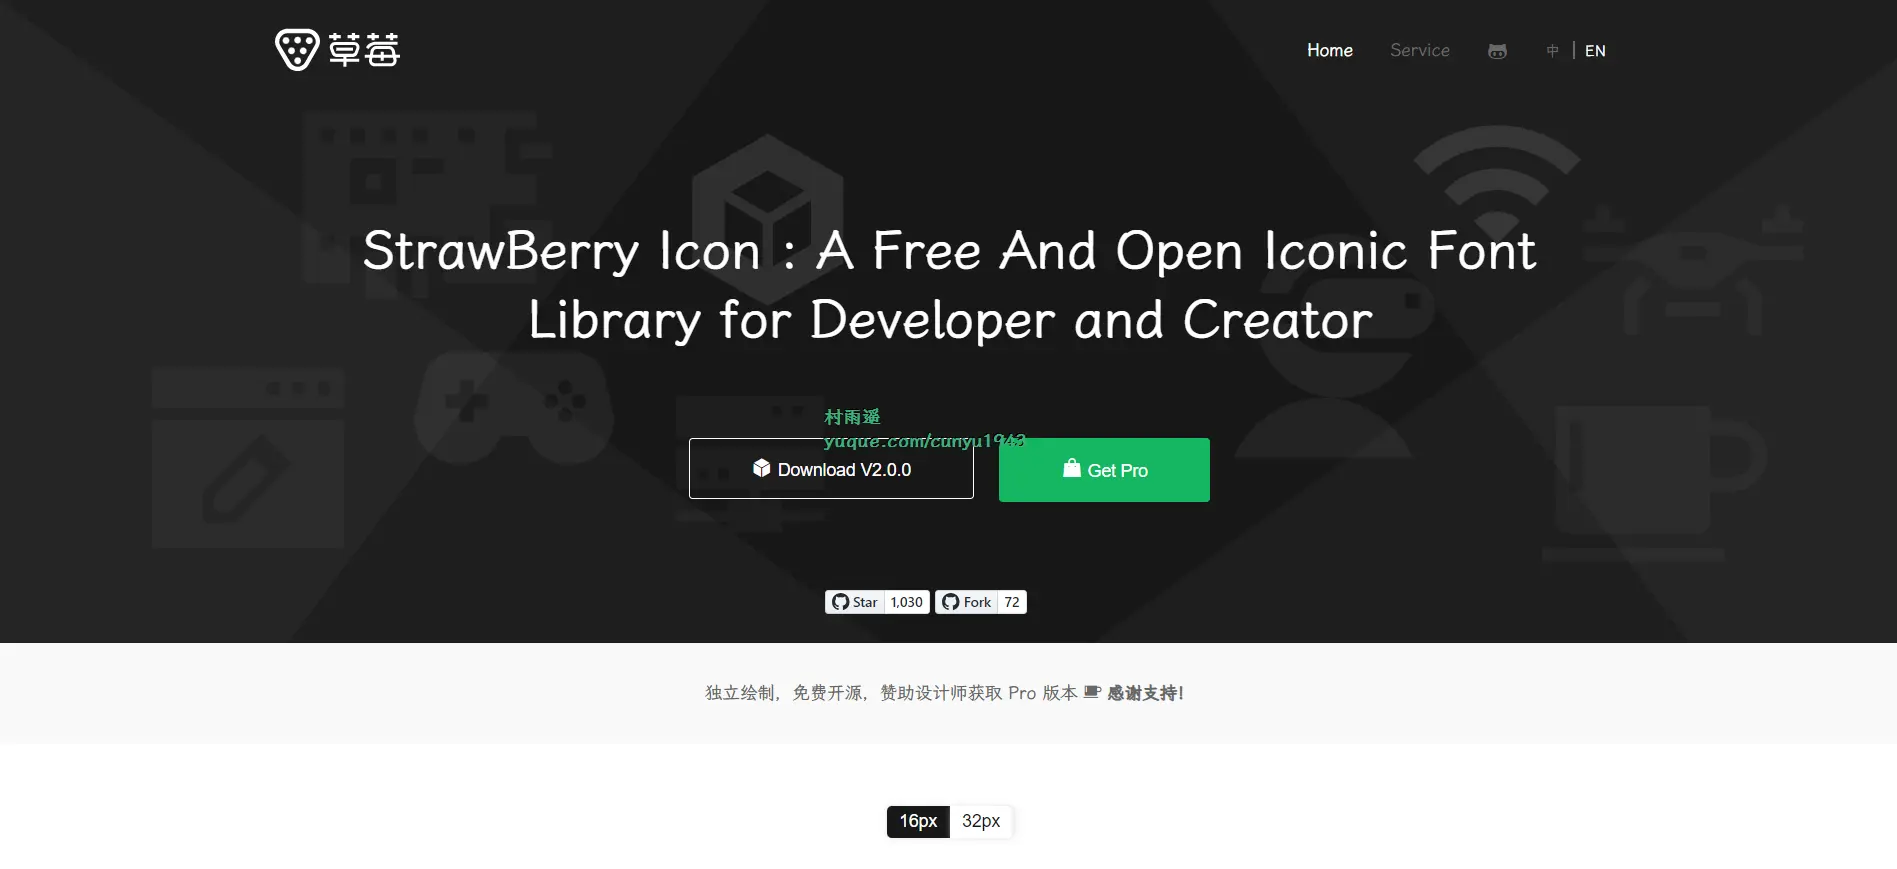 草莓
Home Service 中 | EN
StrawBerry Icon : A Free And Open Iconic Font
Library for Developer and Creator
村雨遥
yuque.com/cunyu1943
Download V2.0.0 Get Pro
Star 1,030 Fork 72
独立绘制，免费开源，赞助设计师获取 Pro 版本 感谢支持！
16px 32px